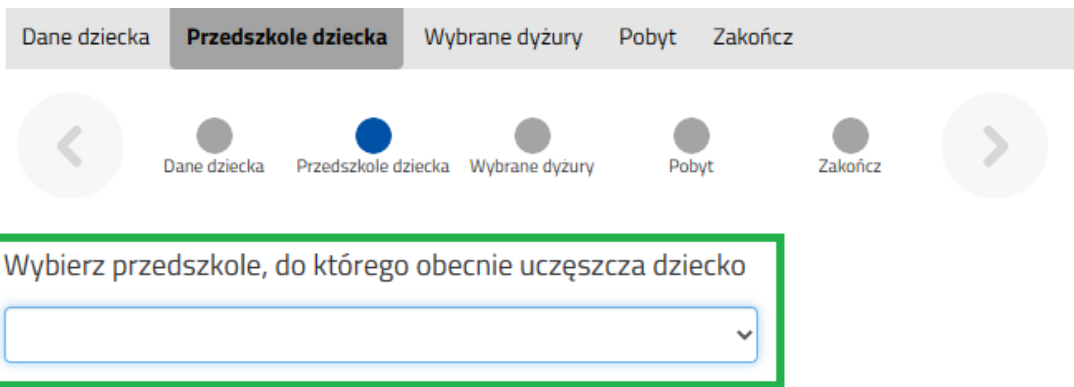 Dane dziecka Przedszkole dziecka Wybrane dyżury Pobyt Zakończ
Dane dziecka Przedszkole dziecka Wybrane dyżury Pobyt Zakończ
Wybierz przedszkole, do którego obecnie uczęszcza dziecko